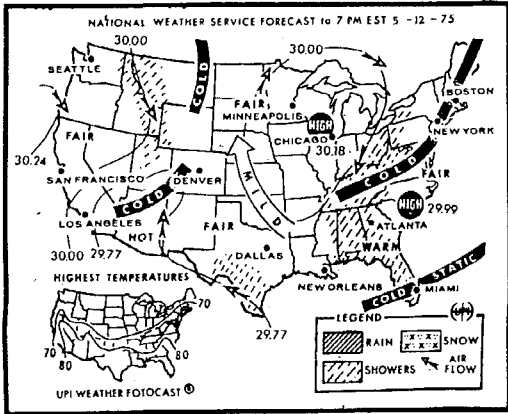 NATIONAL WEATHER SERVICE FORECAST to 7 PM EST 5 -12 - 75
30.00
30.00
SEATTLE
COLD
FAIR
MINNEAPOLIS
BOSTON
FAIR
HIGH
NEW YORK
CHICAGO
30.18
30.24
SAN FRANCISCO
DENVER
MILD
COLD
FAIR
COLD
HIGH
29.99
LOS ANGELES
FAIR
ATLANTA
HOT
WARM
30.00
29.77
DALLAS
HIGHEST TEMPERATURES
NEW ORLEANS
COLD
STATIC
MIAMI
70
29.77
LEGEND
UPI
RAIN
SNOW
70
80
80
SHOWERS
AIR
FLOW
UPI WEATHER FOTOCAST ®